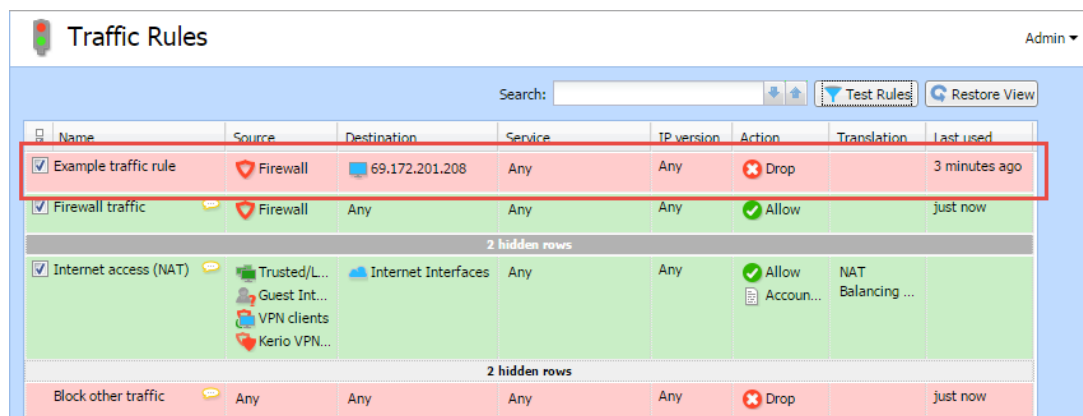 Traffic Rules
Admin
Search:
Test Rules
Restore View
Name Source Destination Service IP version Action Translation Last used
Example traffic rule Firewall 69.172.201.208 Any Any Drop 3 minutes ago
Firewall traffic Firewall Any Any Any Allow just now
2 hidden rows
Internet access (NAT) Trusted/L... Internet Interfaces Any Any Allow NAT
Guest Int... Accoun... Balancing ...
VPN clients
Kerio VPN...
2 hidden rows
Block other traffic Any Any Any Any Drop just now